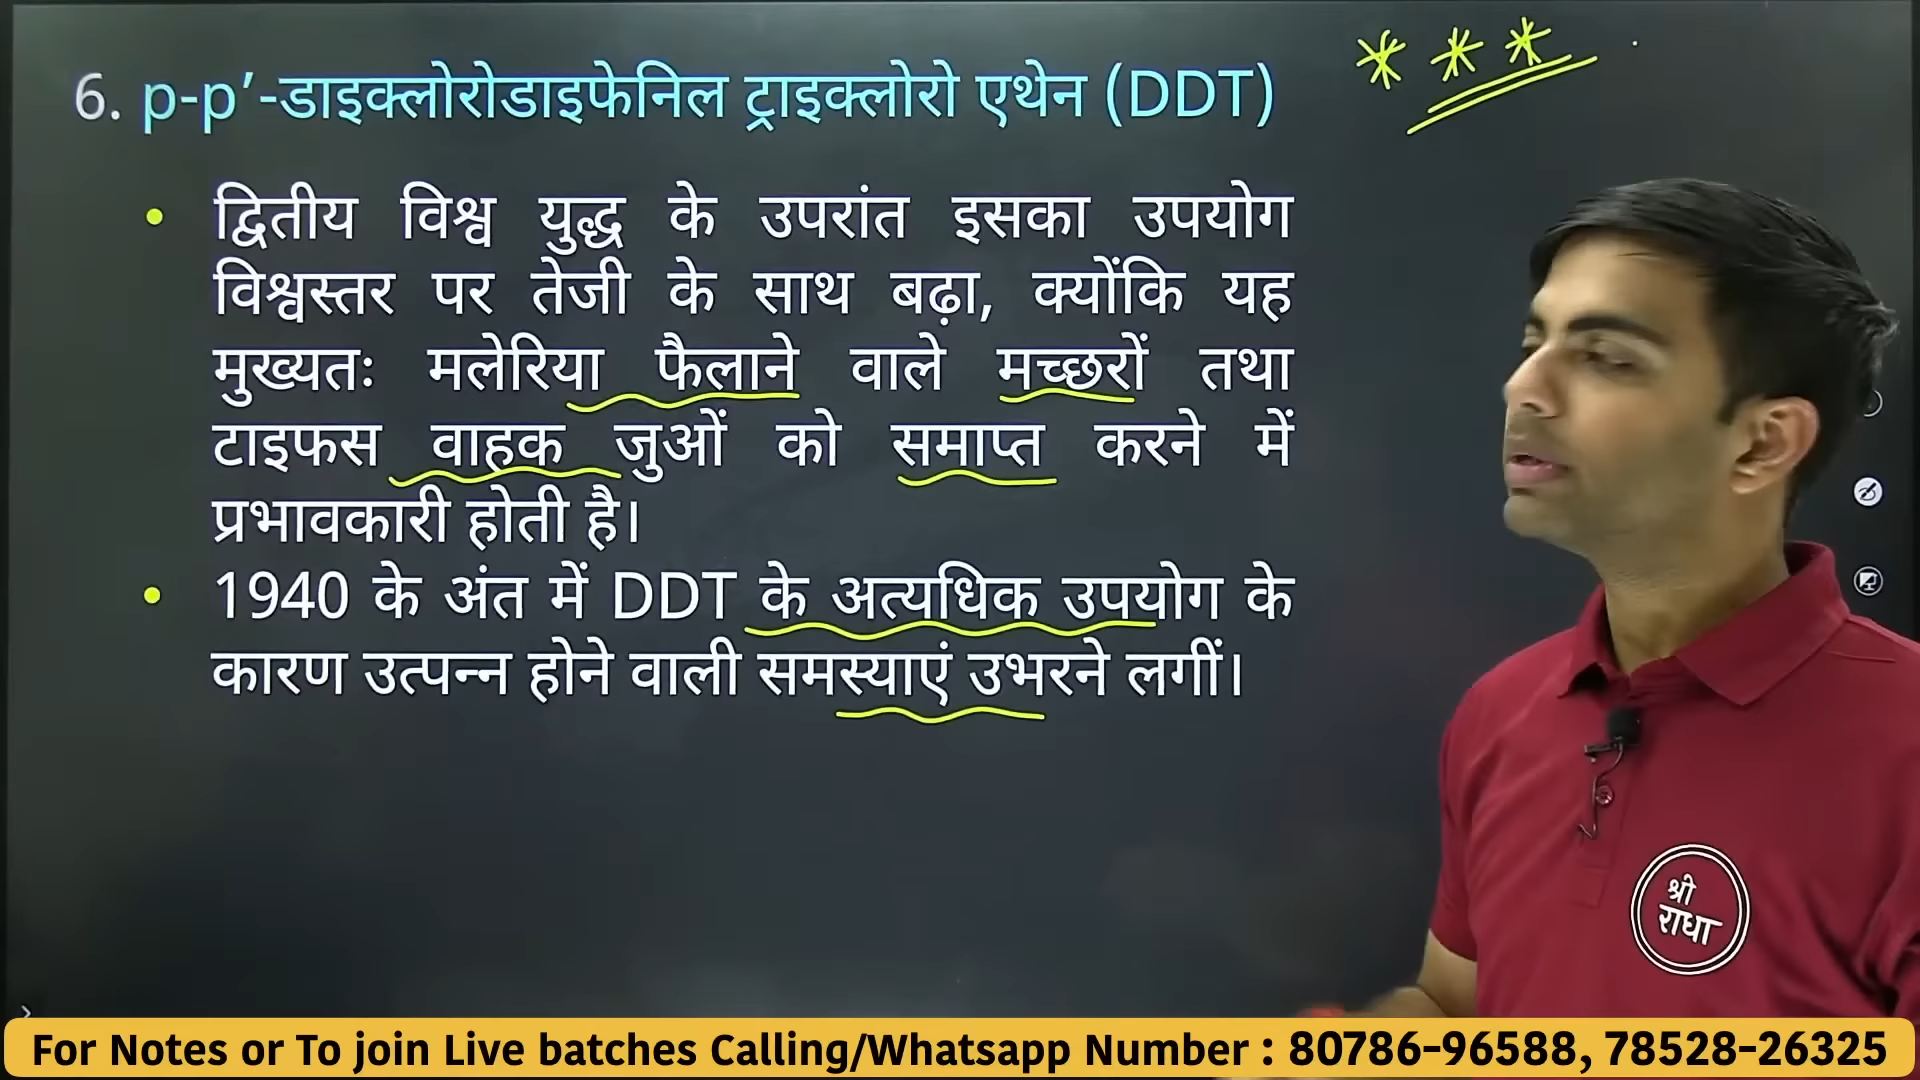 6. p-p’-डाइक्लोरोडाइफेनिल ट्राइक्लोरो एथेन (DDT)
• द्वितीय विश्व युद्ध के उपरांत इसका उपयोग
विश्वस्तर पर तेजी के साथ बढ़ा, क्योंकि यह
मुख्यतः मलेरिया फैलाने वाले मच्छरों तथा
टाइफस वाहक जुओं को समाप्त करने में
प्रभावकारी होती है।
• 1940 के अंत में DDT के अत्यधिक उपयोग के
कारण उत्पन्न होने वाली समस्याएं उभरने लगीं।
श्री
राधा
For Notes or To join Live batches Calling/Whatsapp Number : 80786-96588, 78528-26325